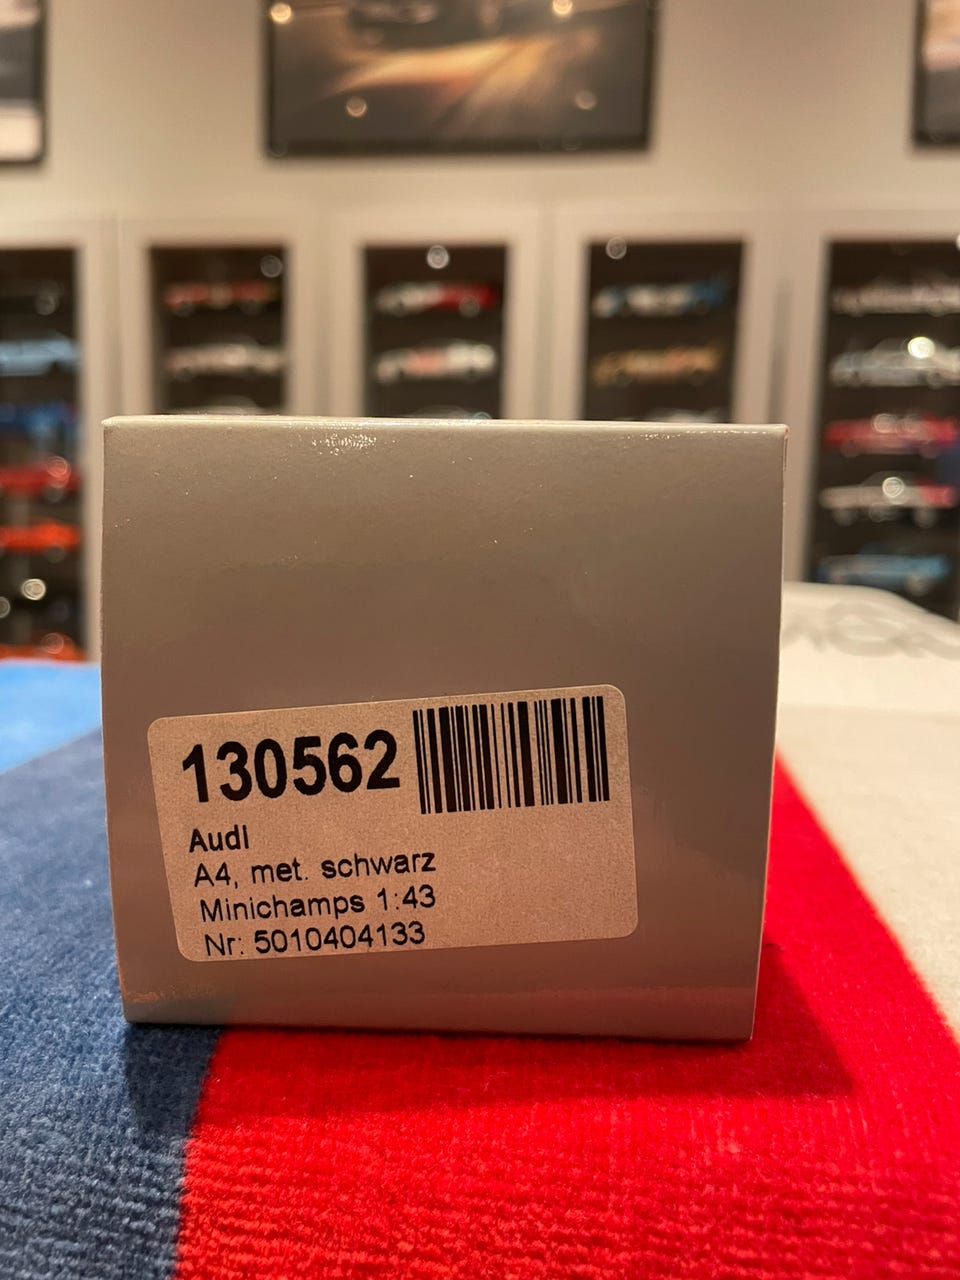 130562
Audi
A4, met. schwarz
Minichamps 1:43
Nr: 5010404133